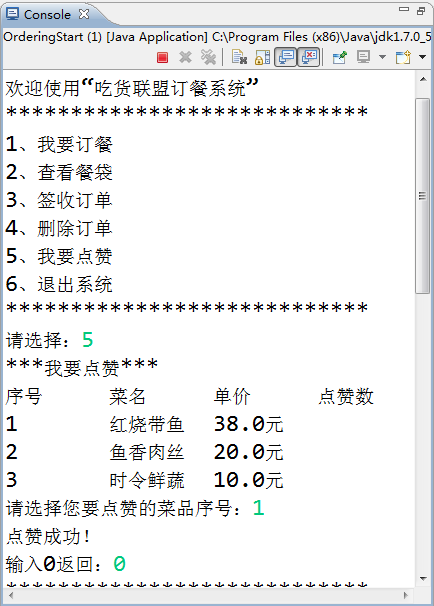 Console
OrderingStart (1) [Java Application] C:\Program Files (x86)\Java\jdk1.7.0_5
欢迎使用“吃货联盟订餐系统”
****************************
1、我要订餐
2、查看餐袋
3、签收订单
4、删除订单
5、我要点赞
6、退出系统
****************************
请选择：5
***我要点赞***
序号 菜名 单价 点赞数
1 红烧带鱼 38.0元
2 鱼香肉丝 20.0元
3 时令鲜蔬 10.0元
请选择您要点赞的菜品序号：1
点赞成功！
输入0返回：0
****************************